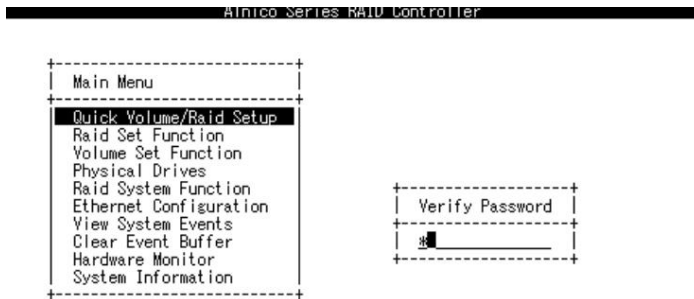 Alnico Series RAID Controller
Main Menu
Quick Volume/Raid Setup
Raid Set Function
Volume Set Function
Physical Drives
Raid System Function
Ethernet Configuration
View System Events
Clear Event Buffer
Hardware Monitor
System Information
Verify Password
*